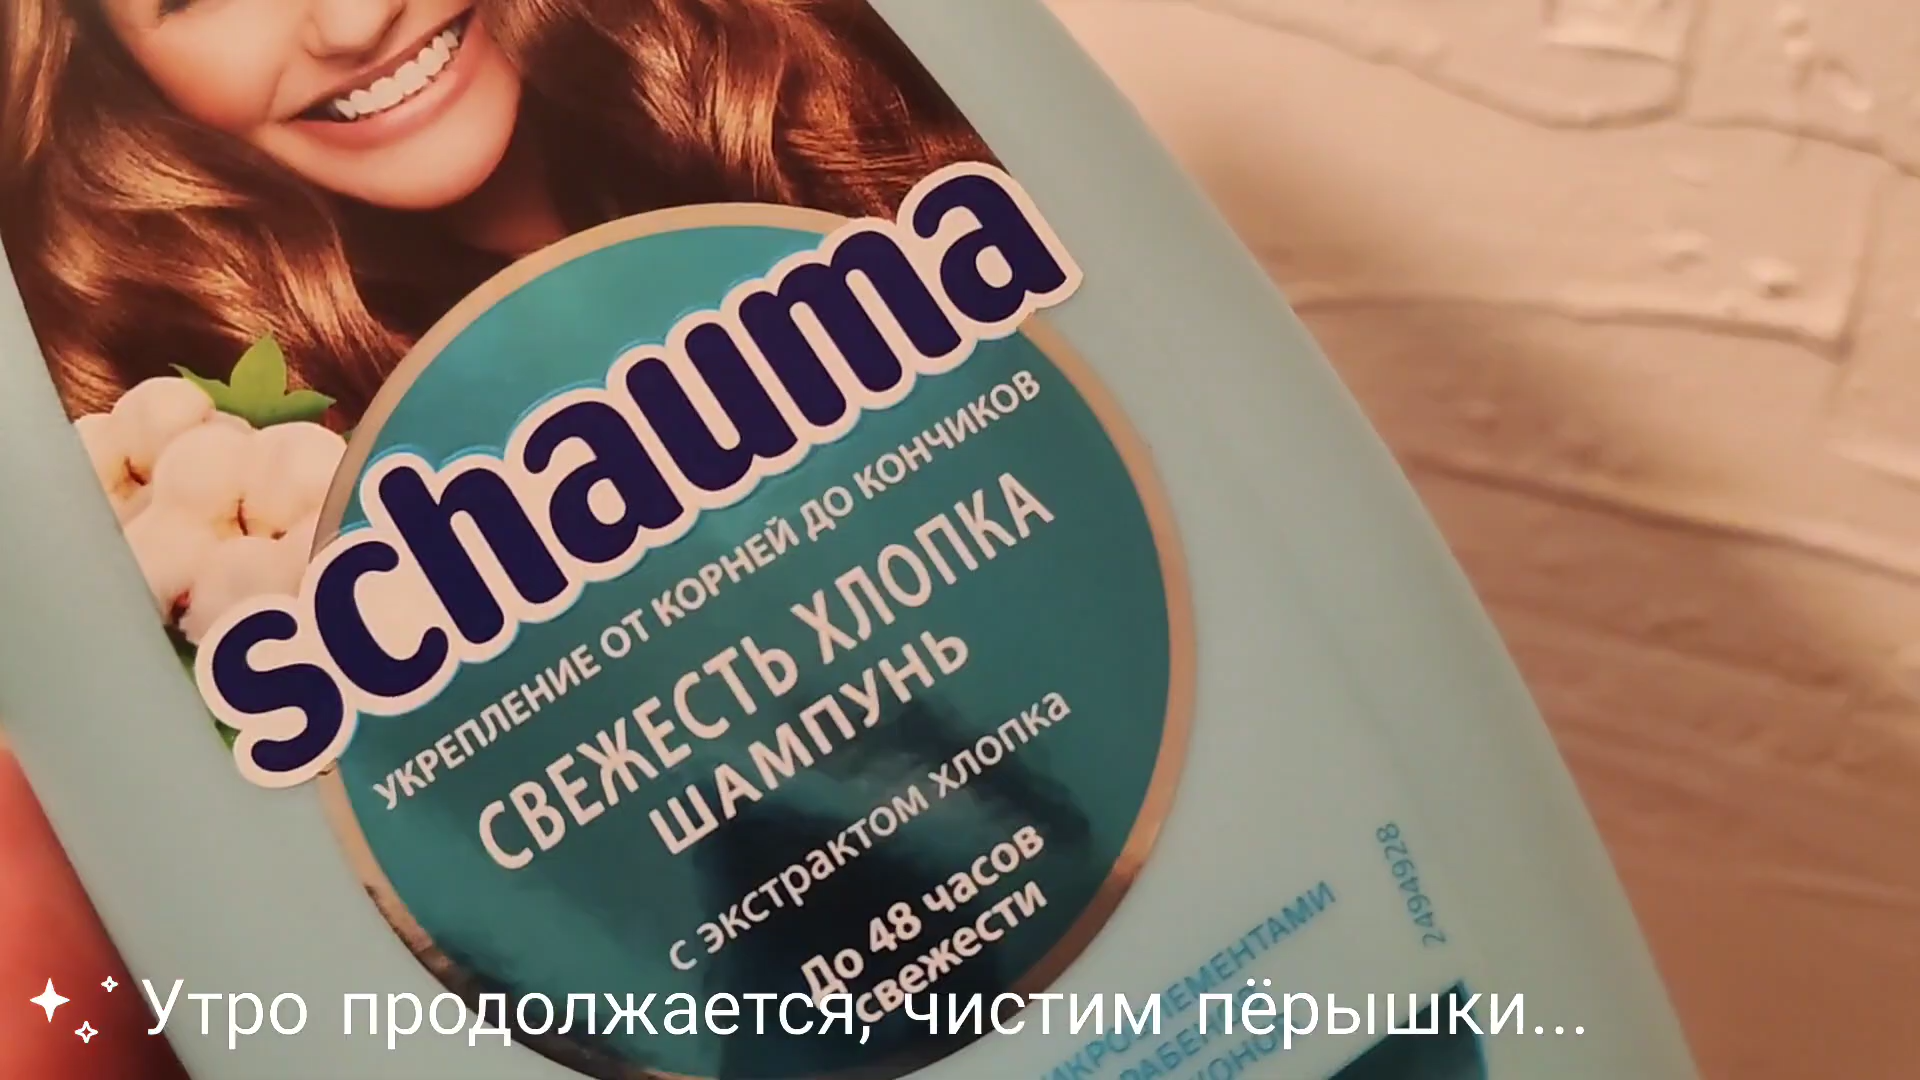 schauma
УКРЕПЛЕНИЕ ОТ КОРНЕЙ ДО КОНЧИКОВ
СВЕЖЕСТЬ ХЛОПКА
ШАМПУНЬ
с экстрактом хлопка
До 48 часов
свежести
2494928
Утро продолжается, чистим пёрышки...